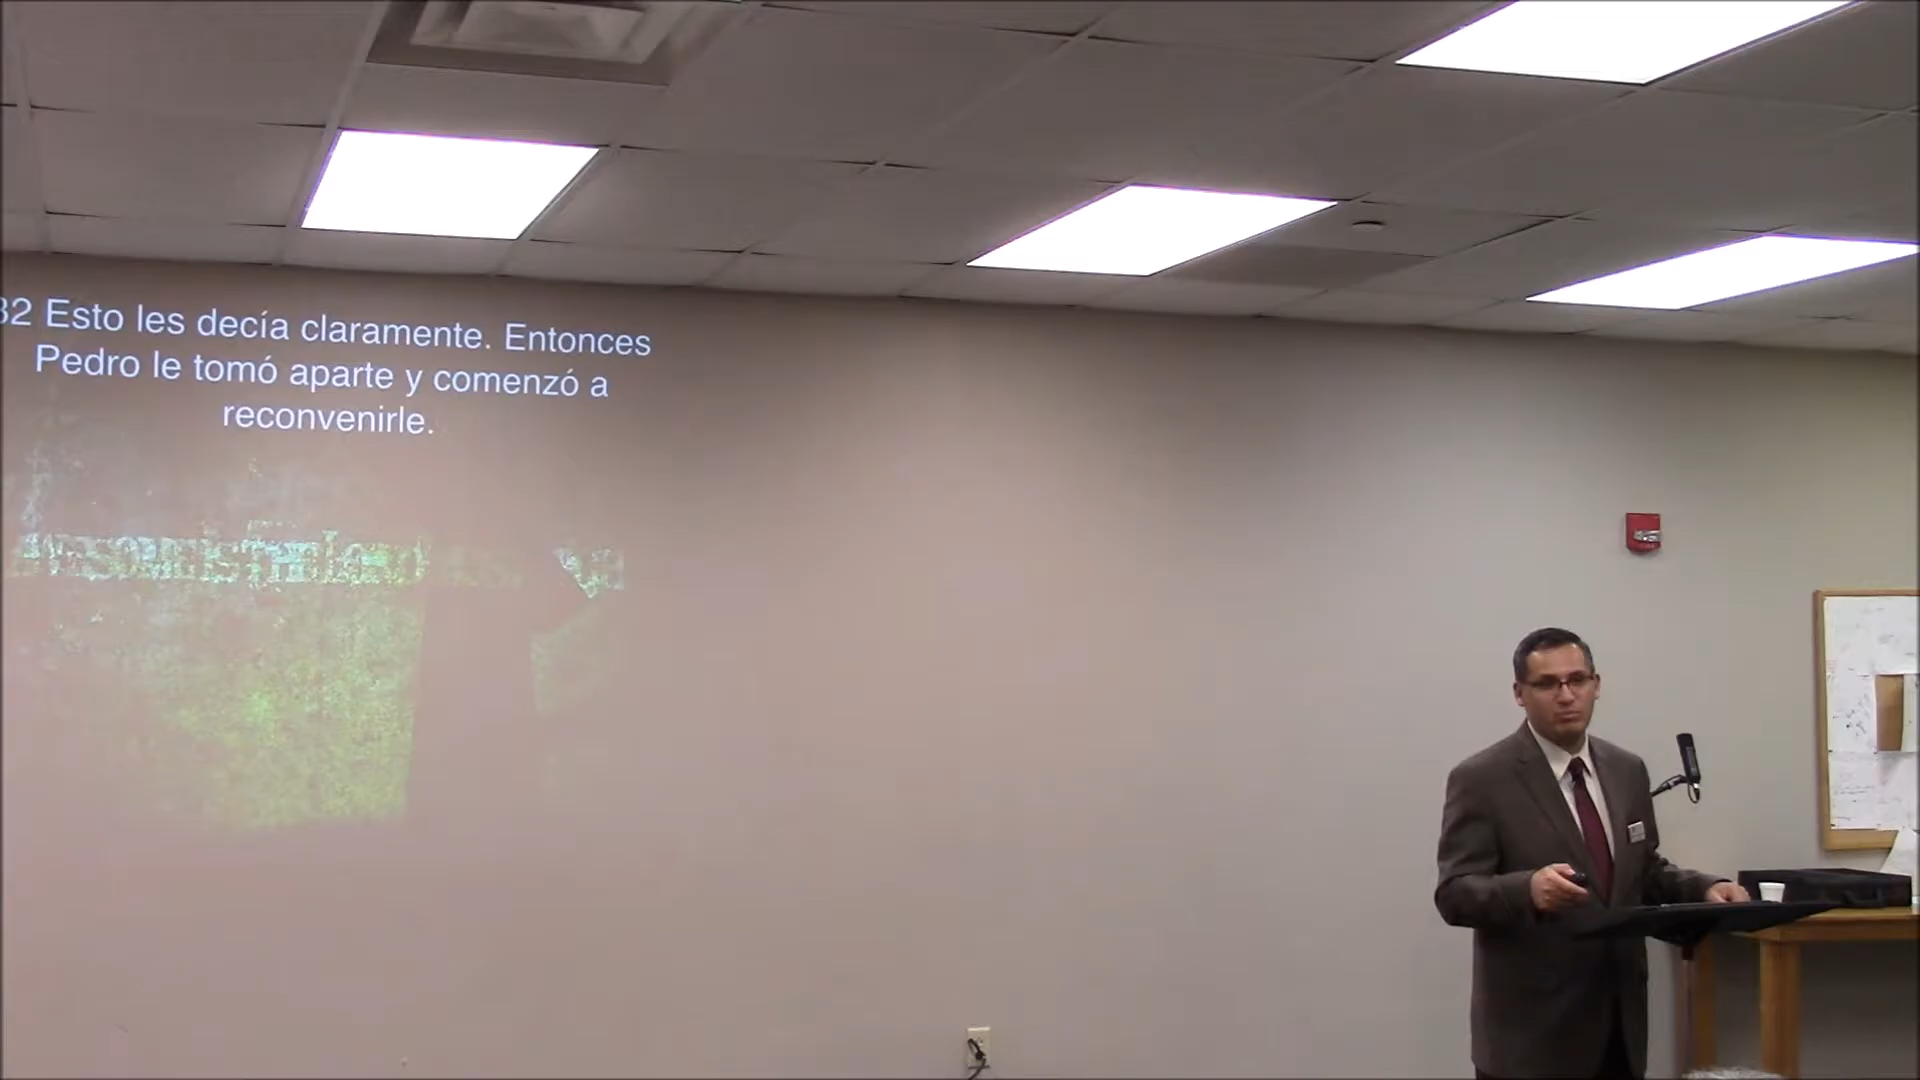 32 Esto les decía claramente. Entonces
Pedro le tomó aparte y comenzó a
reconvenirle.